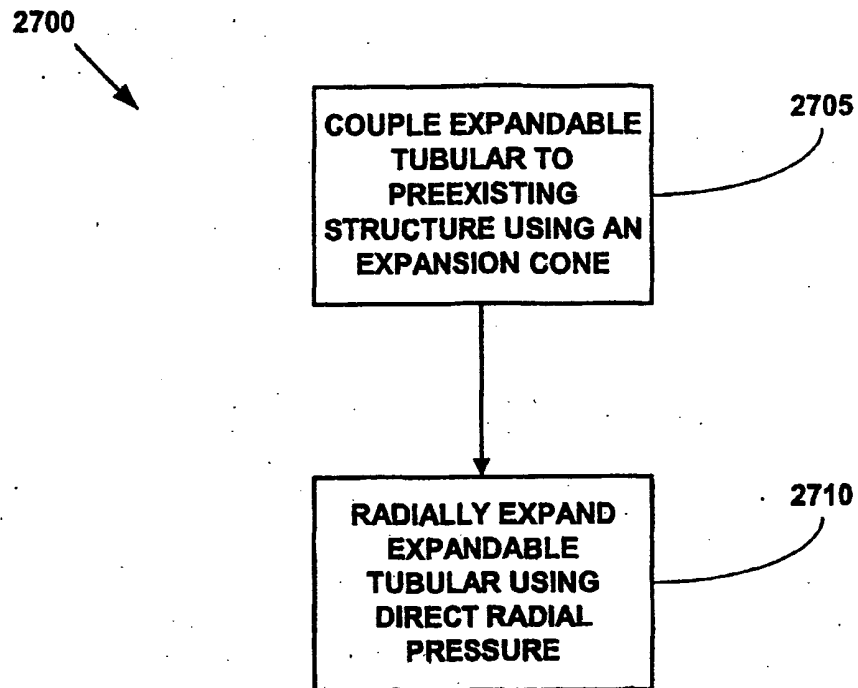 2700
COUPLE EXPANDABLE
TUBULAR TO
PREEXISTING
STRUCTURE USING AN
EXPANSION CONE
2705
RADIALLY EXPAND
EXPANDABLE
TUBULAR USING
DIRECT RADIAL
PRESSURE
2710